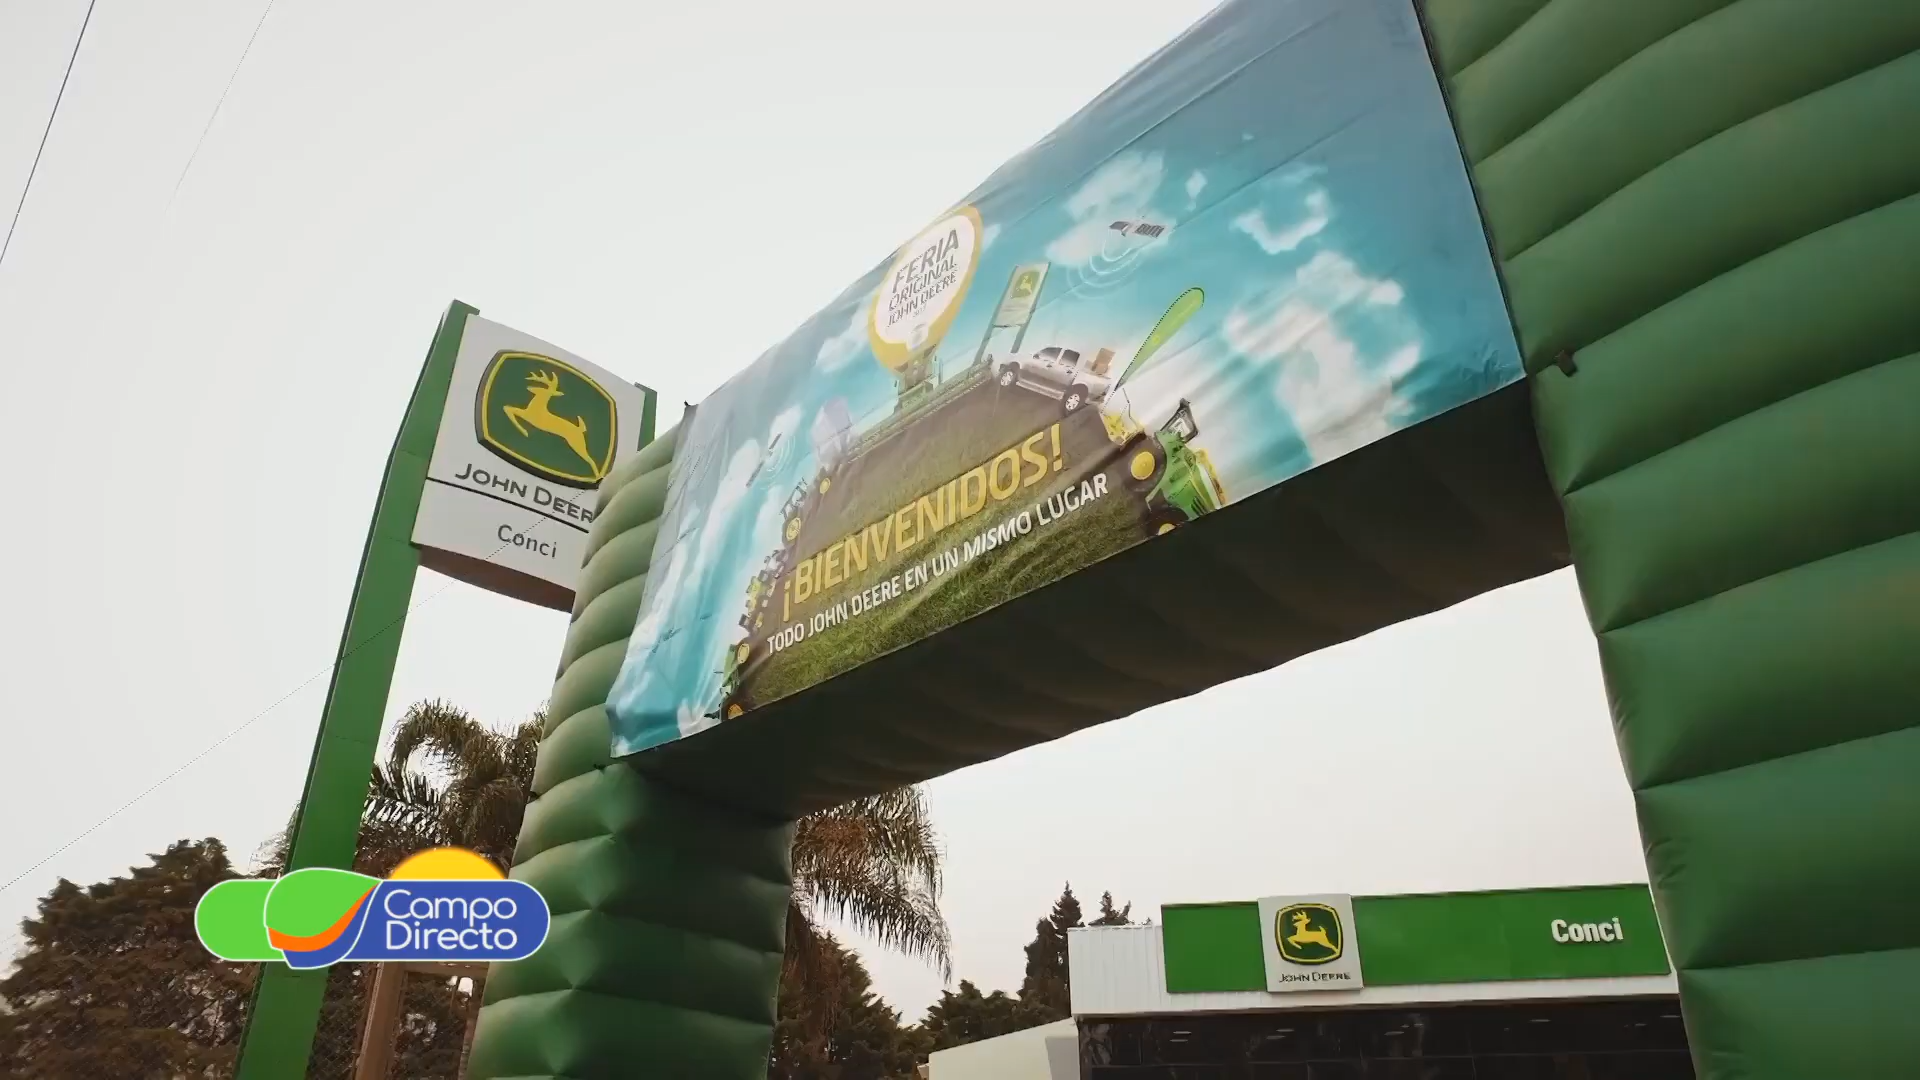 FERIA
ORIGINAL
JOHN DEERE
¡BIENVENIDOS!
TODO JOHN DEERE EN UN MISMO LUGAR
JOHN DEER
Conci
Campo
Directo
Conci
JOHN DEERE